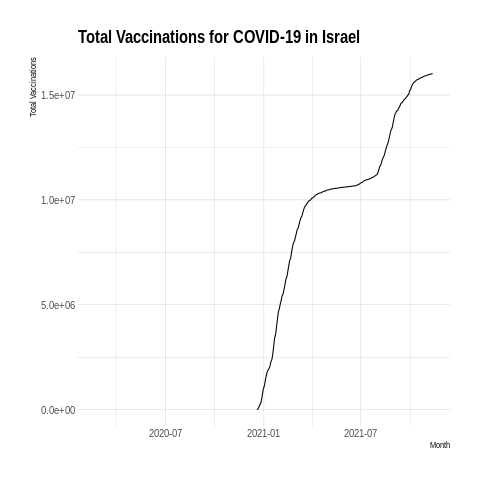 Total Vaccinations for COVID-19 in Israel
Total Vaccinations
1.5e+07
1.0e+07
5.0e+06
0.0e+00
2020-07 2021-01 2021-07
Month